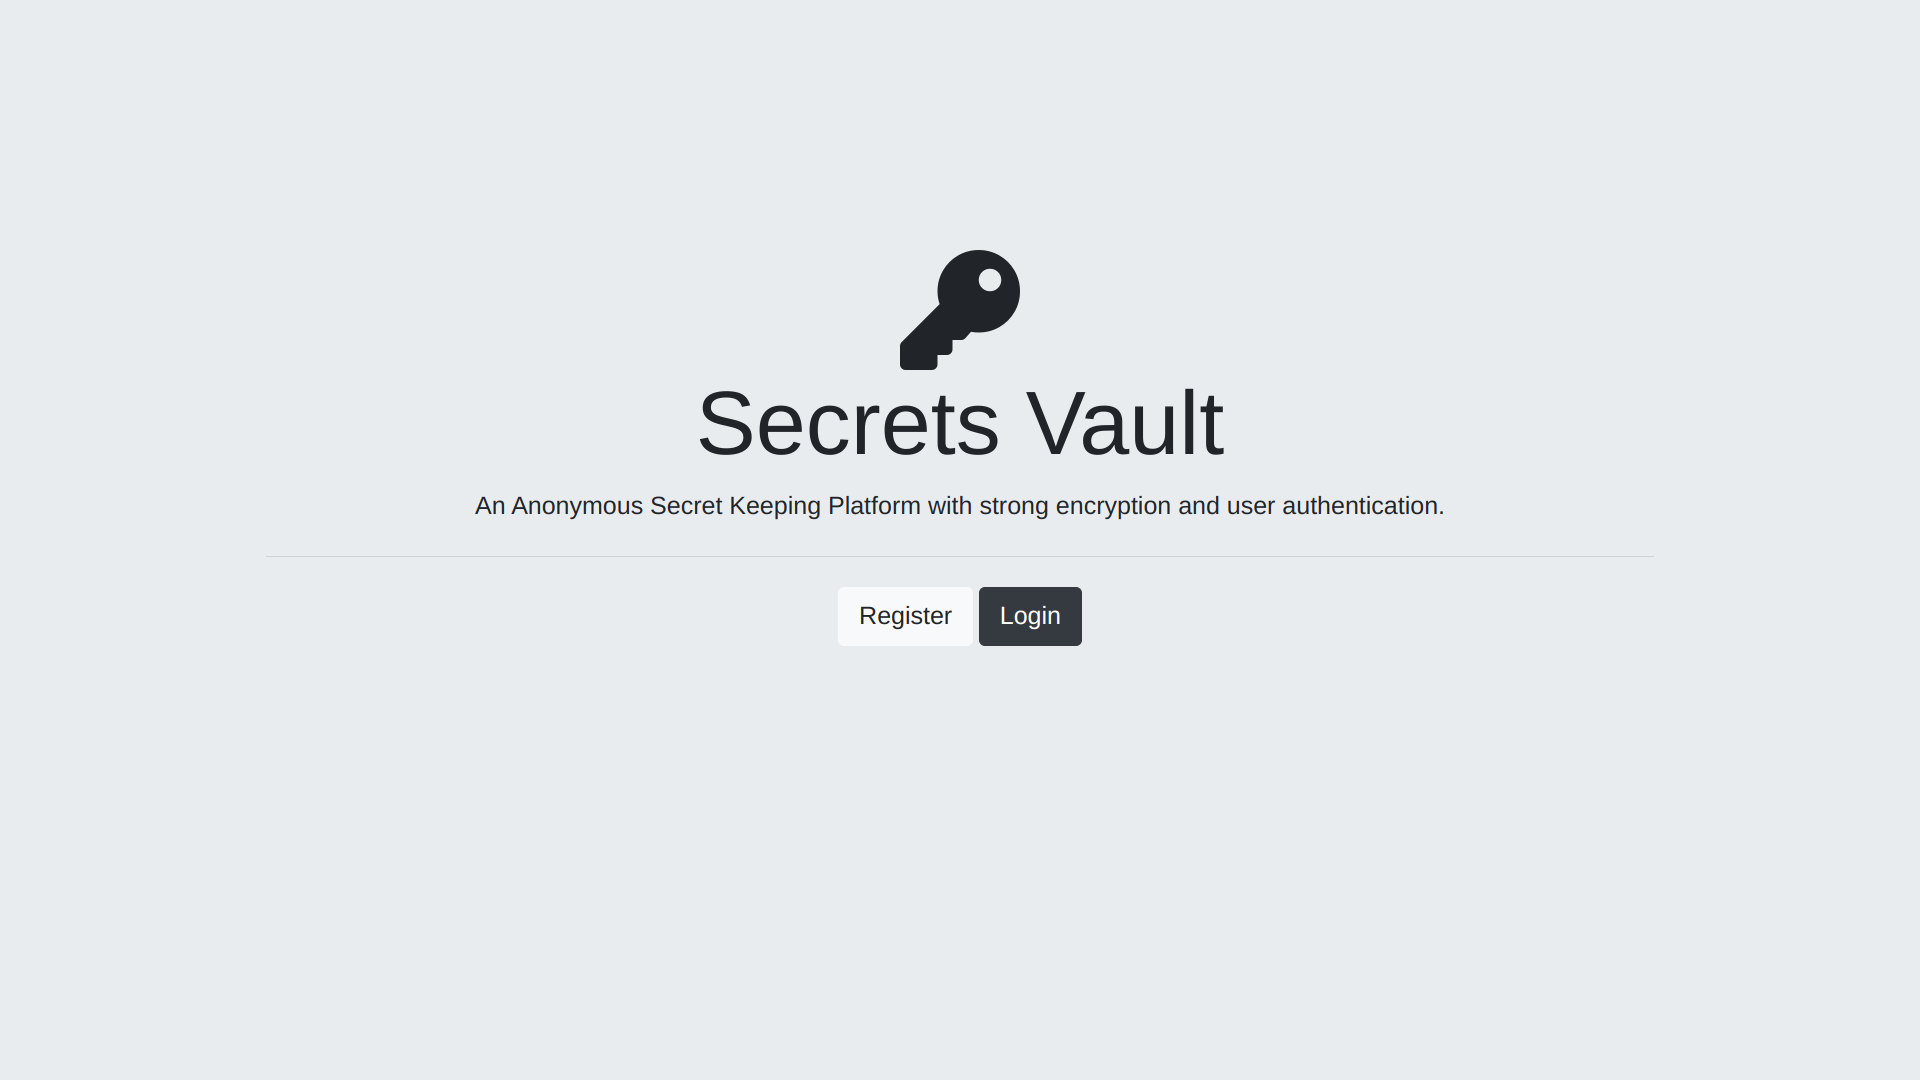 Secrets Vault
An Anonymous Secret Keeping Platform with strong encryption and user authentication.
Register Login